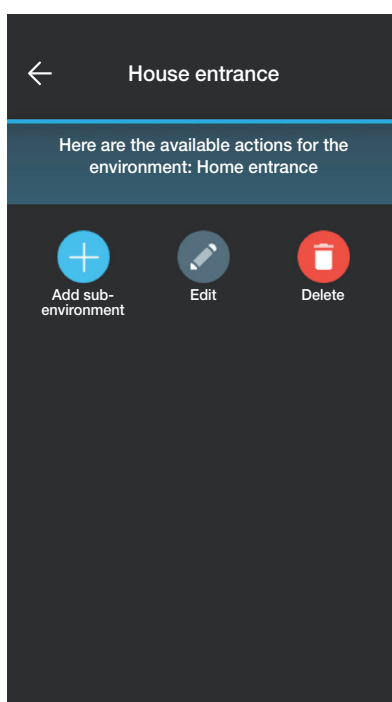 House entrance
Here are the available actions for the
environment: Home entrance
Add sub-
environment
Edit
Delete